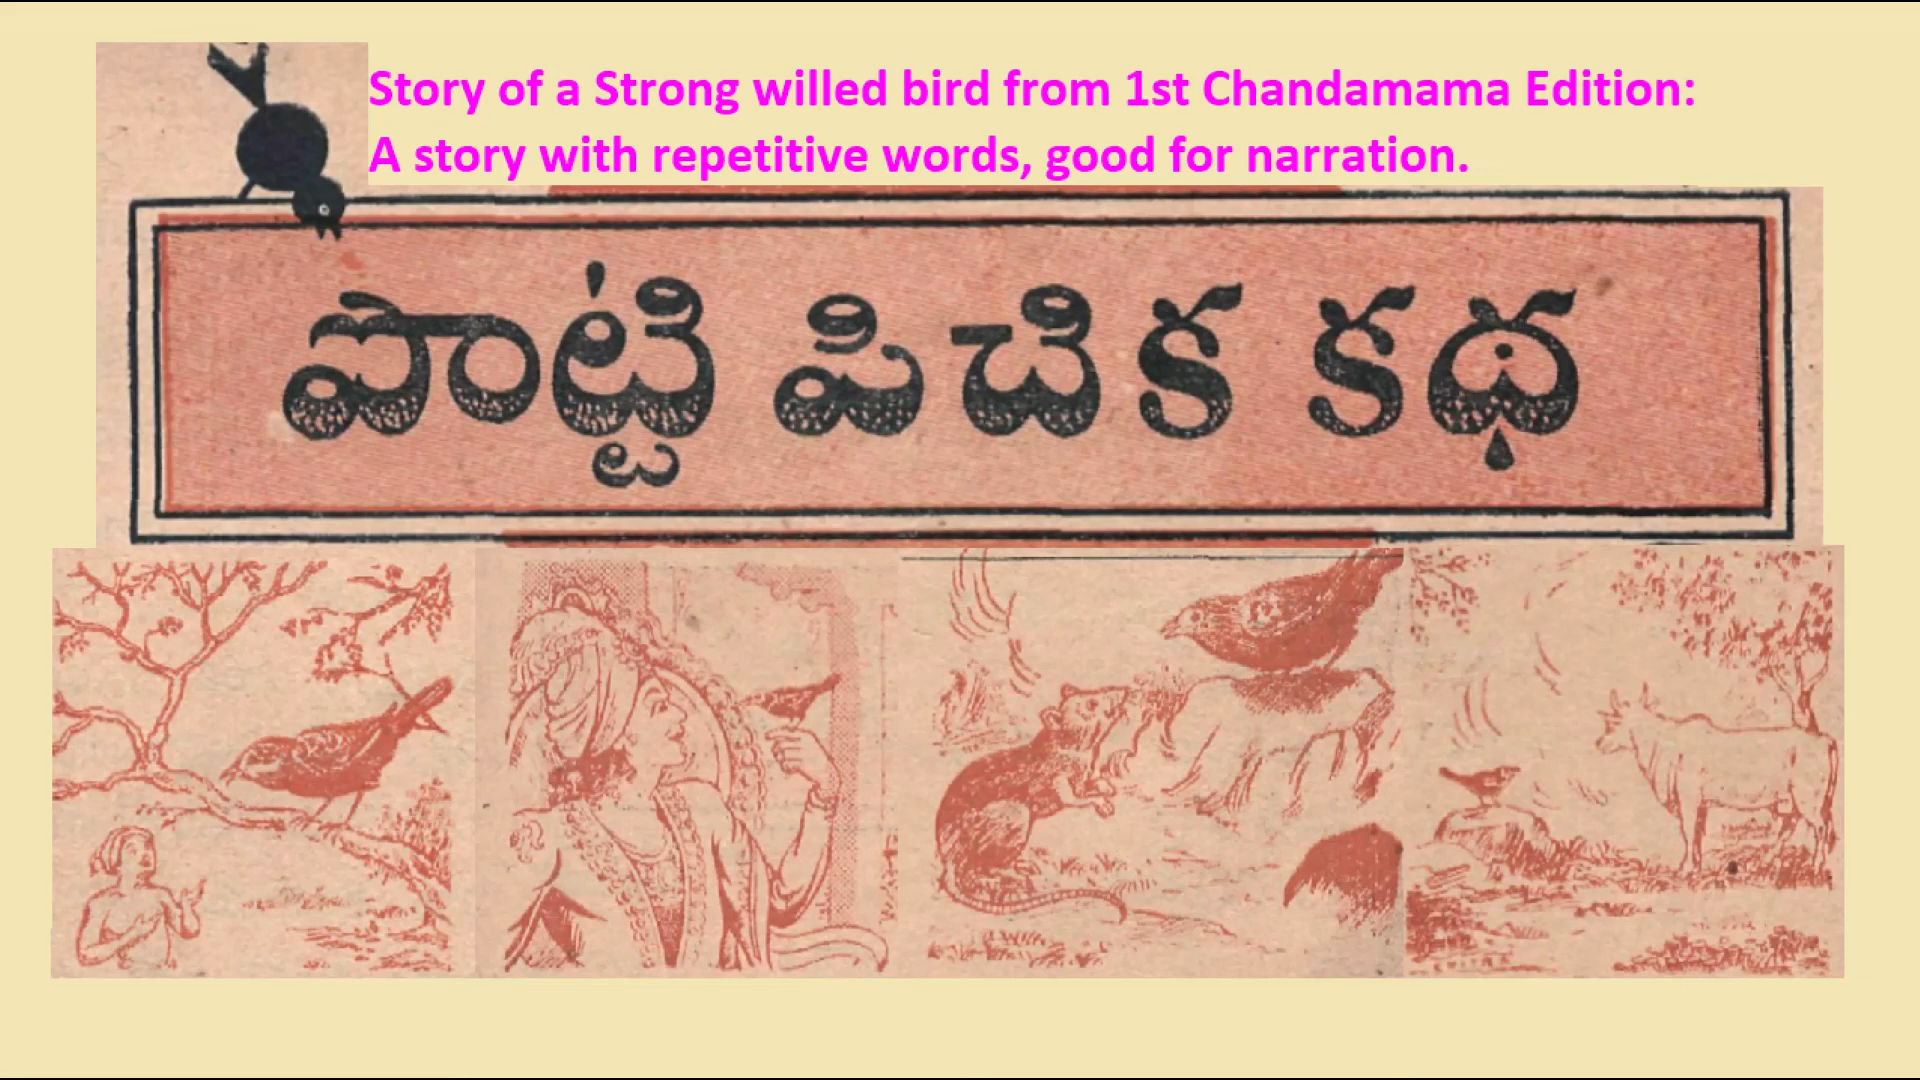 Story of a Strong willed bird from 1st Chandamama Edition:
A story with repetitive words, good for narration.
పొట్టి పిచిక కథ